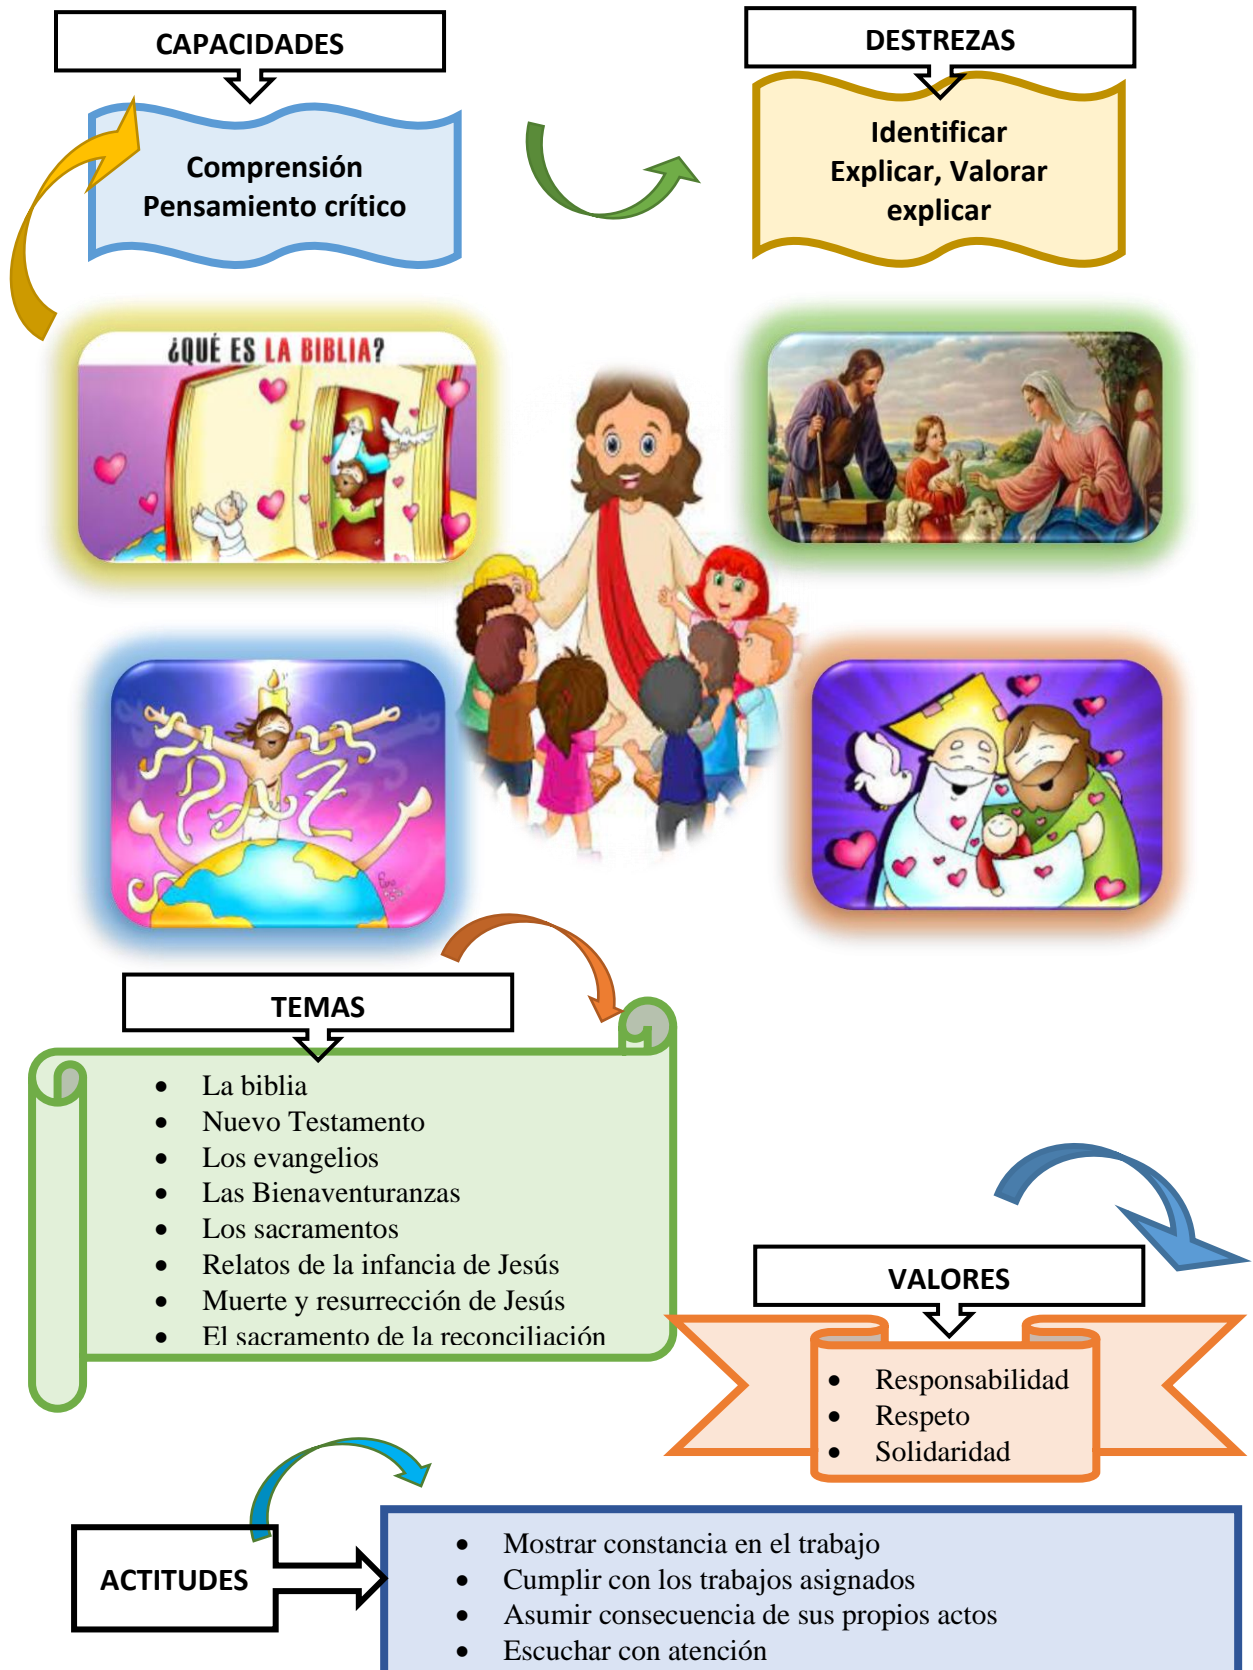 CAPACIDADES
Comprensión
Pensamiento crítico
DESTREZAS
Identificar
Explicar, Valorar
explicar
¿QUÉ ES LA BIBLIA?
PAZ
TEMAS
• La biblia
• Nuevo Testamento
• Los evangelios
• Las Bienaventuranzas
• Los sacramentos
• Relatos de la infancia de Jesús
• Muerte y resurrección de Jesús
• El sacramento de la reconciliación
VALORES
• Responsabilidad
• Respeto
• Solidaridad
ACTITUDES
• Mostrar constancia en el trabajo
• Cumplir con los trabajos asignados
• Asumir consecuencia de sus propios actos
• Escuchar con atención